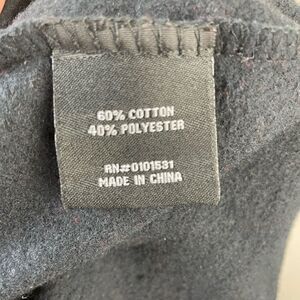 60% COTTON
40% POLYESTER
RN#0101531
MADE IN CHINA